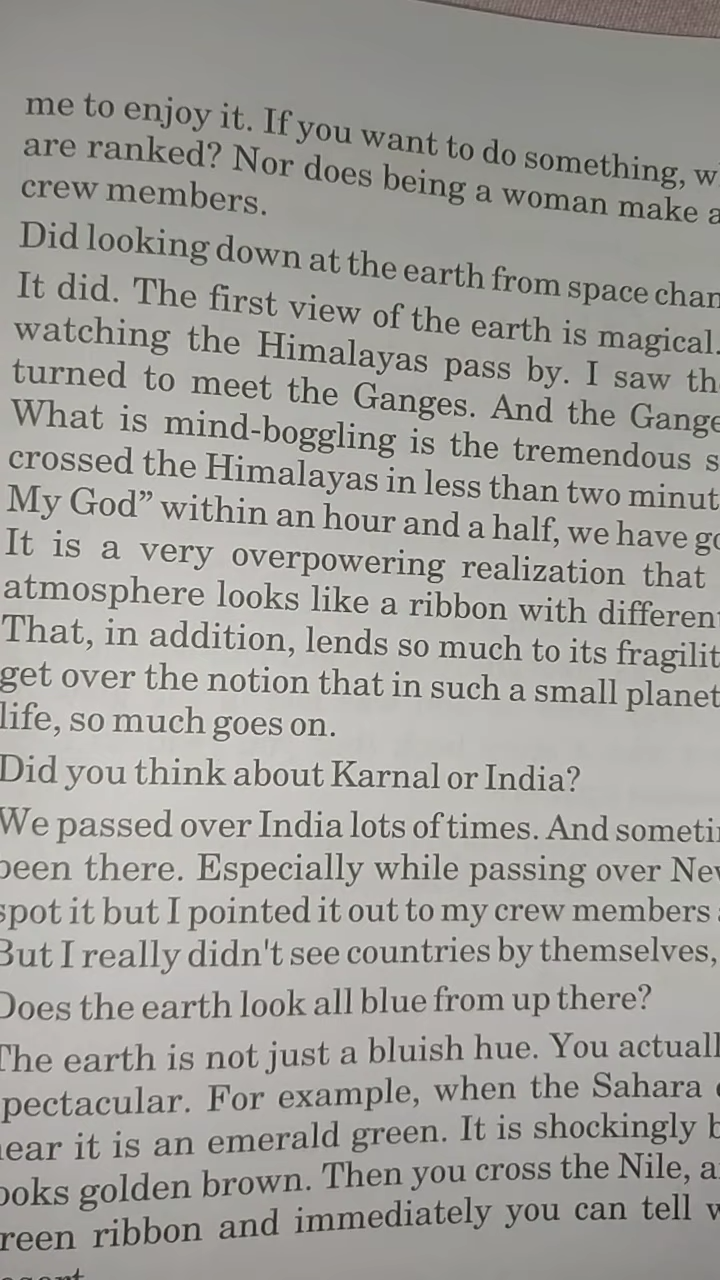 me to enjoy it. If you want to do something,
are ranked? Nor does being a woman make
crew members.
Did looking down at the earth from space
It did. The first view of the earth is magical.
watching the Himalayas pass by. I saw
turned to meet the Ganges. And the
What is mind-boggling is the tremendous
crossed the Himalayas in less than two
My God” within an hour and a half, we have
It is a very overpowering realization that
atmosphere looks like a ribbon with
That, in addition, lends so much to its
get over the notion that in such a small planet
life, so much goes on.
Did you think about Karnal or India?
We passed over India lots of times. And
been there. Especially while passing over
spot it but I pointed it out to my crew members
But I really didn't see countries by themselves,
Does the earth look all blue from up there?
The earth is not just a bluish hue. You
pectacular. For example, when the Sahara
ear it is an emerald green. It is shockingly
ooks golden brown. Then you cross the Nile,
reen ribbon and immediately you can tell